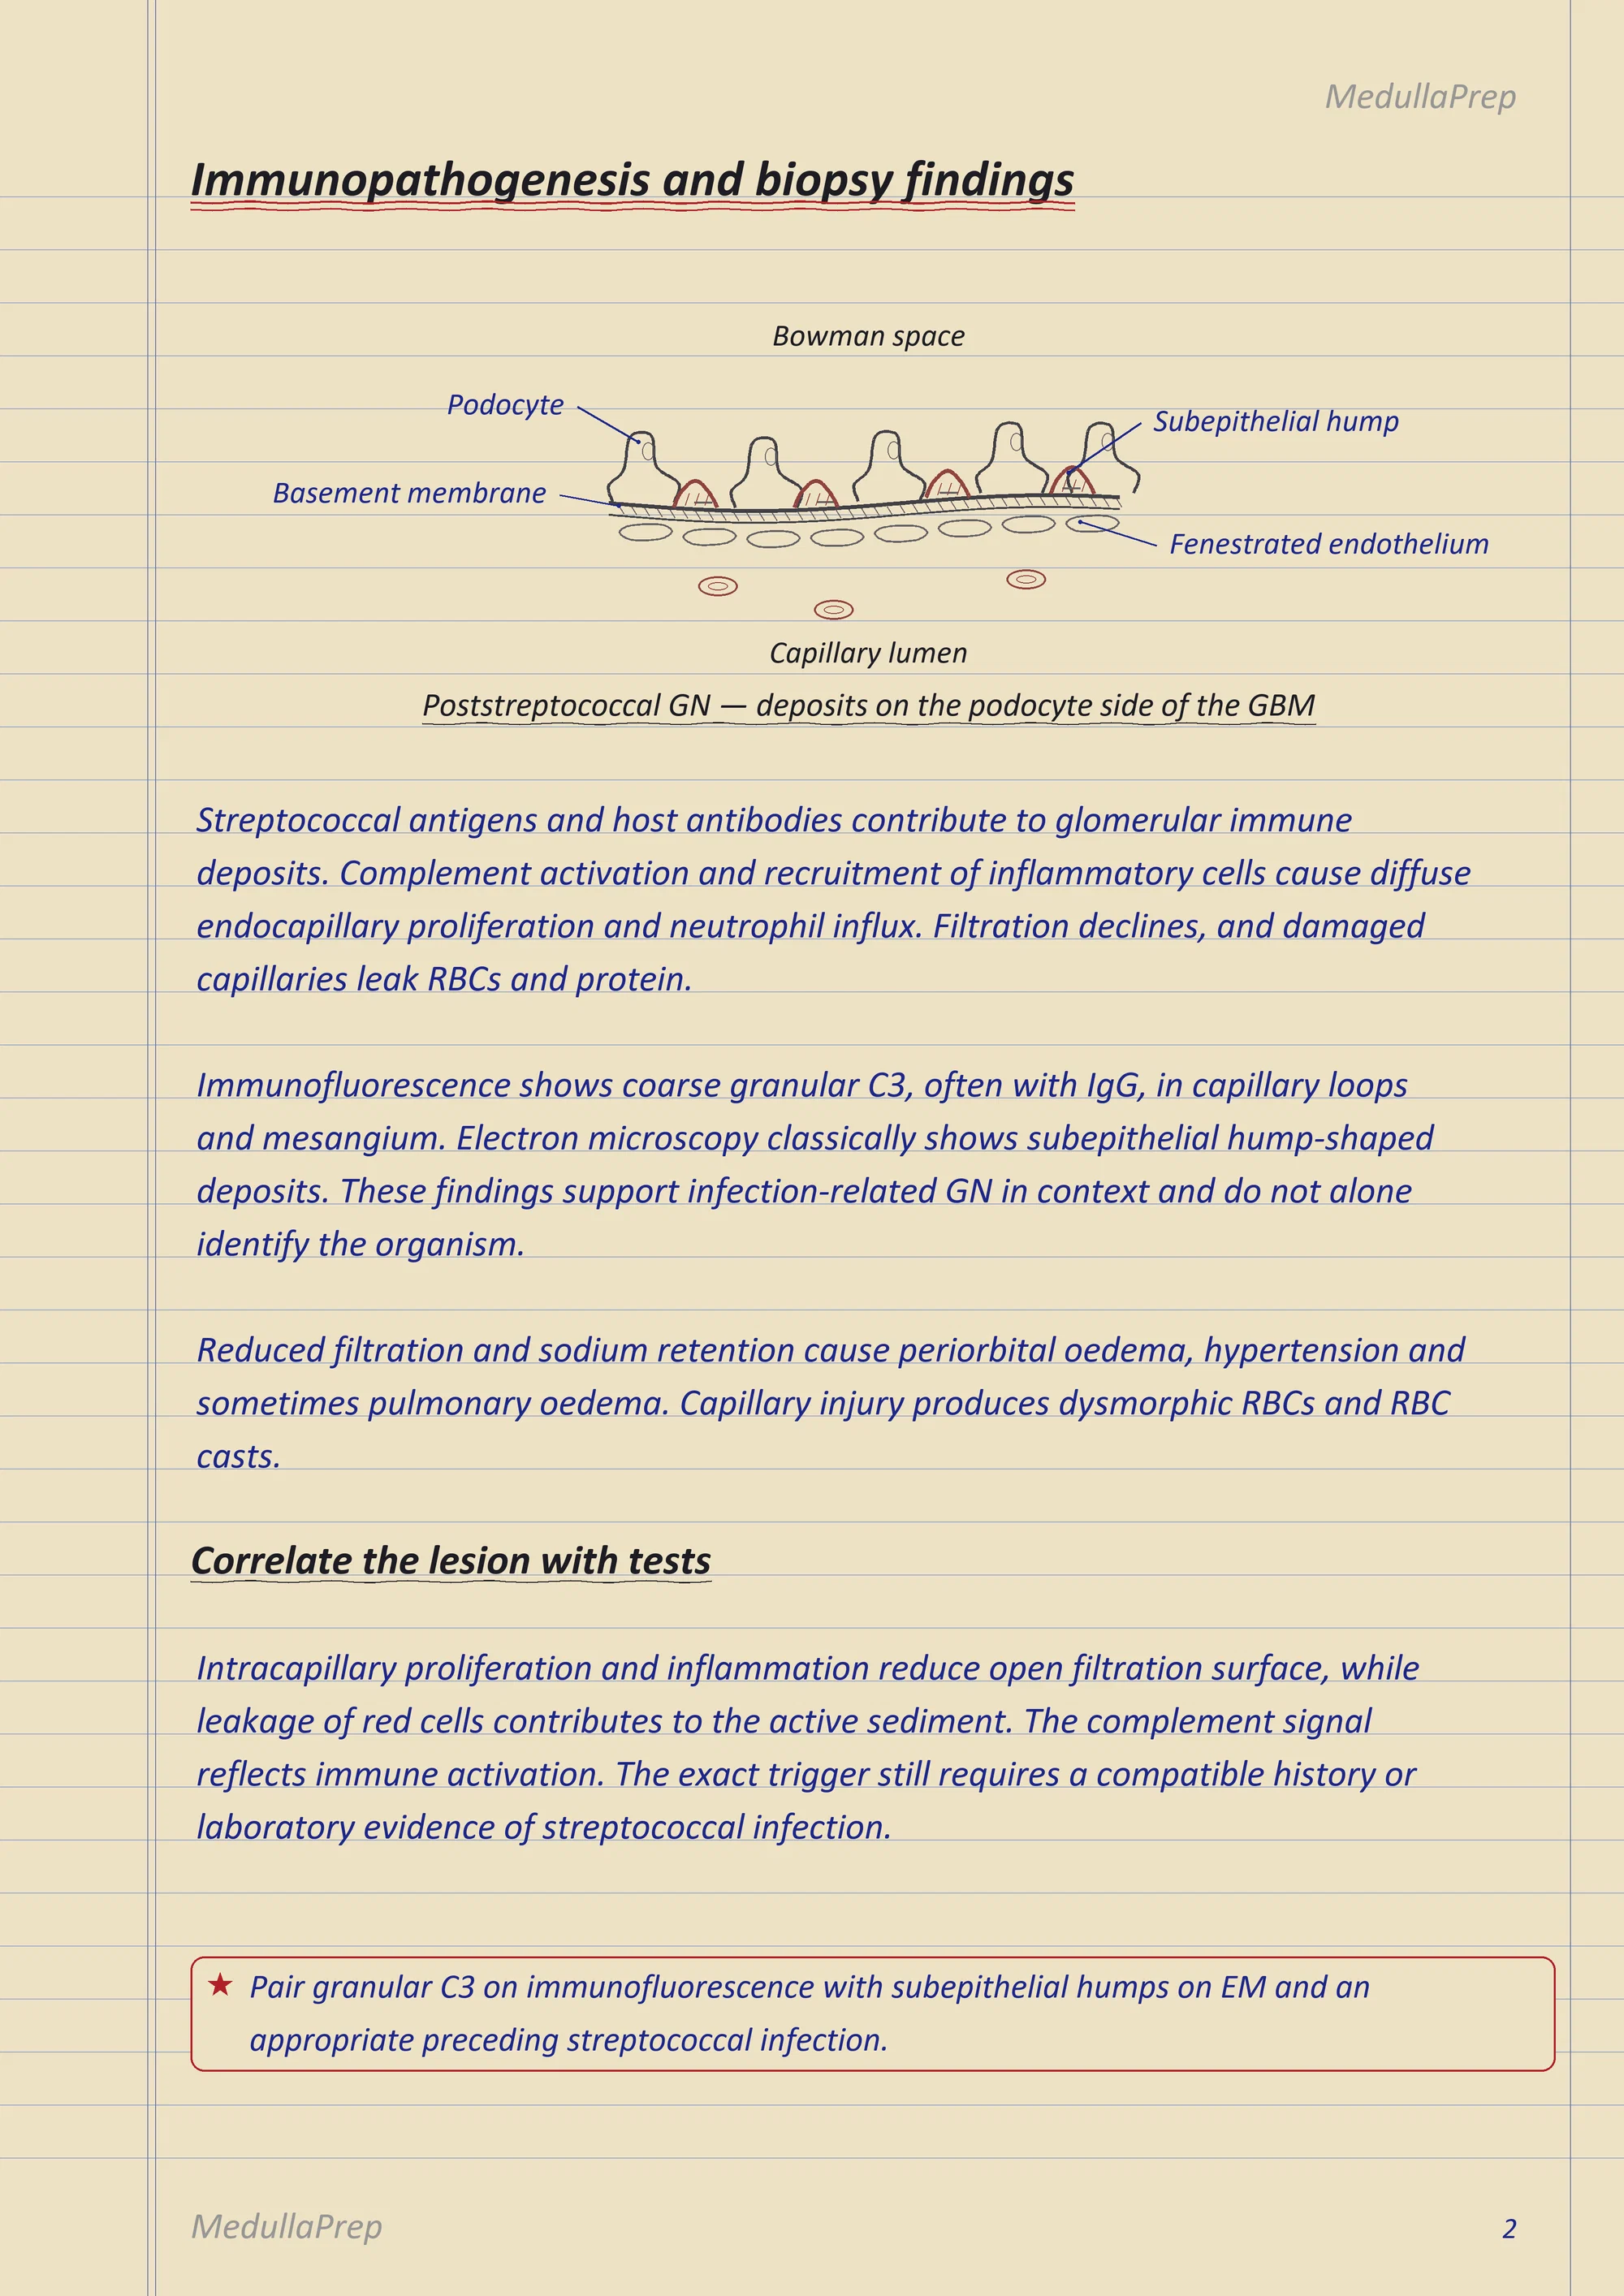 MedullaPrep
Immunopathogenesis and biopsy findings
Bowman space
Podocyte
Subepithelial hump
Basement membrane
Fenestrated endothelium
Capillary lumen
Poststreptococcal GN — deposits on the podocyte side of the GBM
Streptococcal antigens and host antibodies contribute to glomerular immune
deposits. Complement activation and recruitment of inflammatory cells cause diffuse
endocapillary proliferation and neutrophil influx. Filtration declines, and damaged
capillaries leak RBCs and protein.
Immunofluorescence shows coarse granular C3, often with IgG, in capillary loops
and mesangium. Electron microscopy classically shows subepithelial hump-shaped
deposits. These findings support infection-related GN in context and do not alone
identify the organism.
Reduced filtration and sodium retention cause periorbital oedema, hypertension and
sometimes pulmonary oedema. Capillary injury produces dysmorphic RBCs and RBC
casts.
Correlate the lesion with tests
Intracapillary proliferation and inflammation reduce open filtration surface, while
leakage of red cells contributes to the active sediment. The complement signal
reflects immune activation. The exact trigger still requires a compatible history or
laboratory evidence of streptococcal infection.
★ Pair granular C3 on immunofluorescence with subepithelial humps on EM and an
appropriate preceding streptococcal infection.
MedullaPrep
2